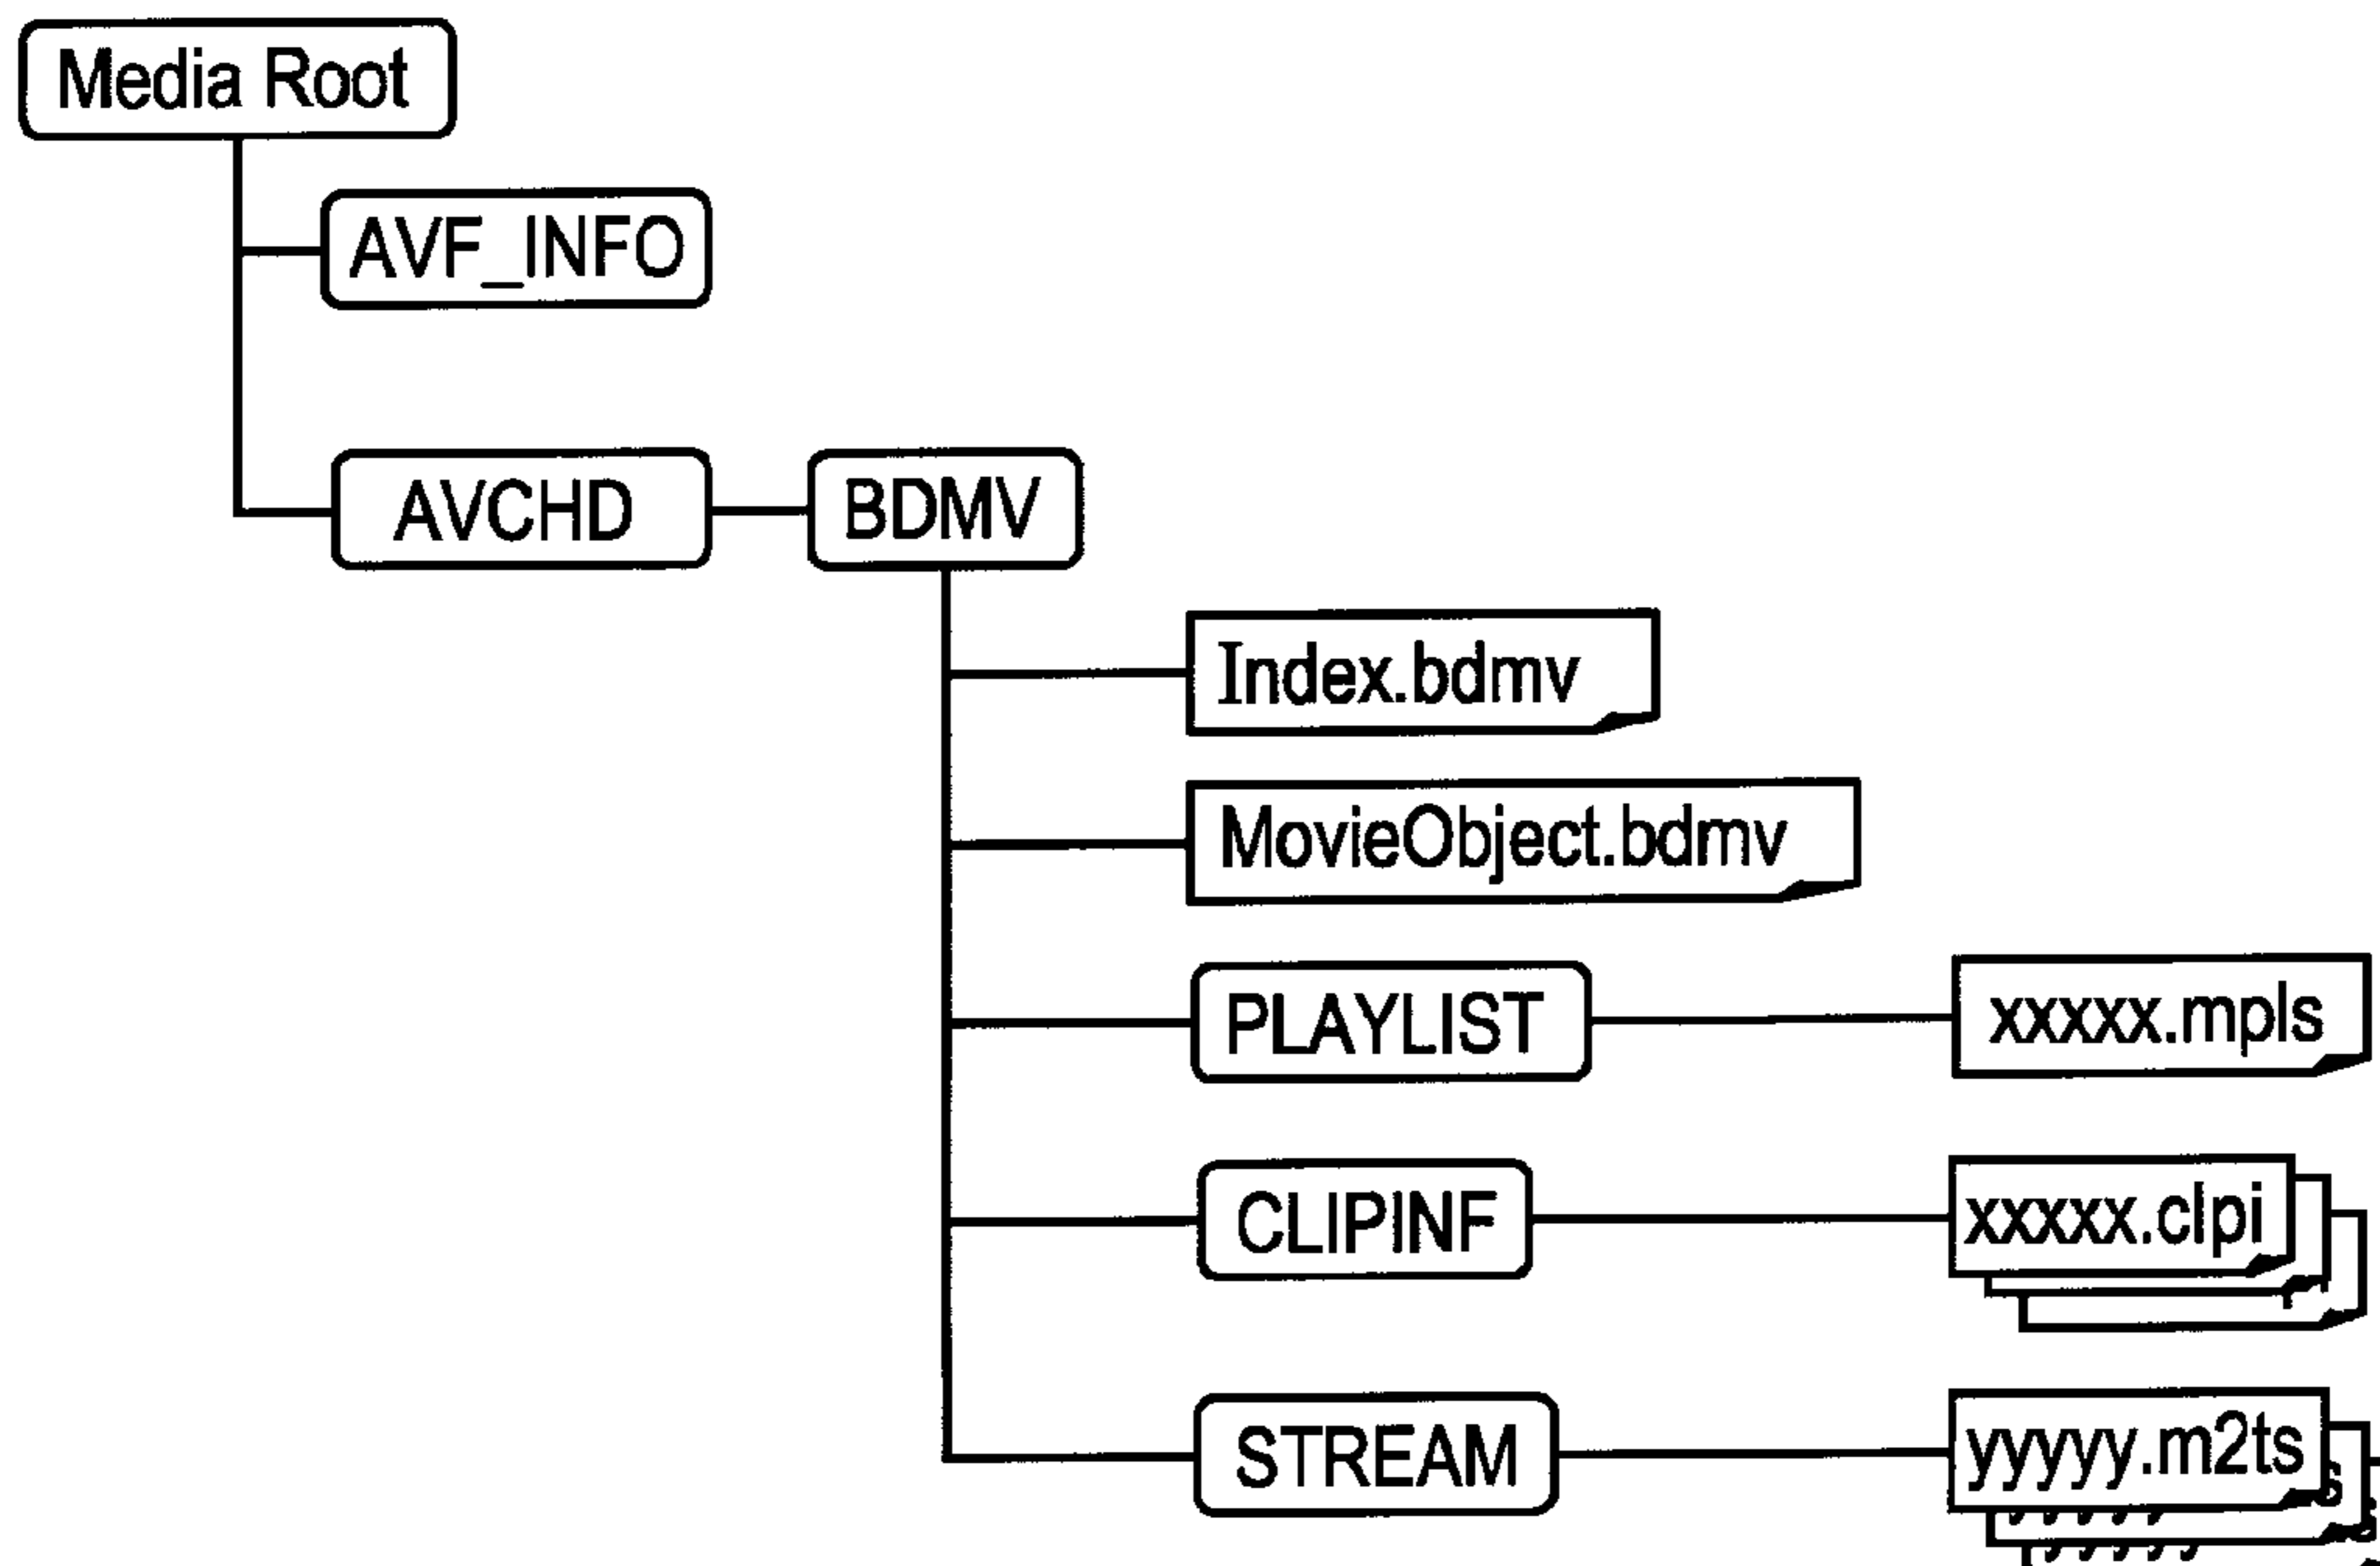 Media Root
AVF_INFO
AVCHD
BDMV
Index.bdmv
MovieObject.bdmv
PLAYLIST
xxxxx.mpls
CLIPINF
xxxxx.clpi
STREAM
yyyyy.m2ts